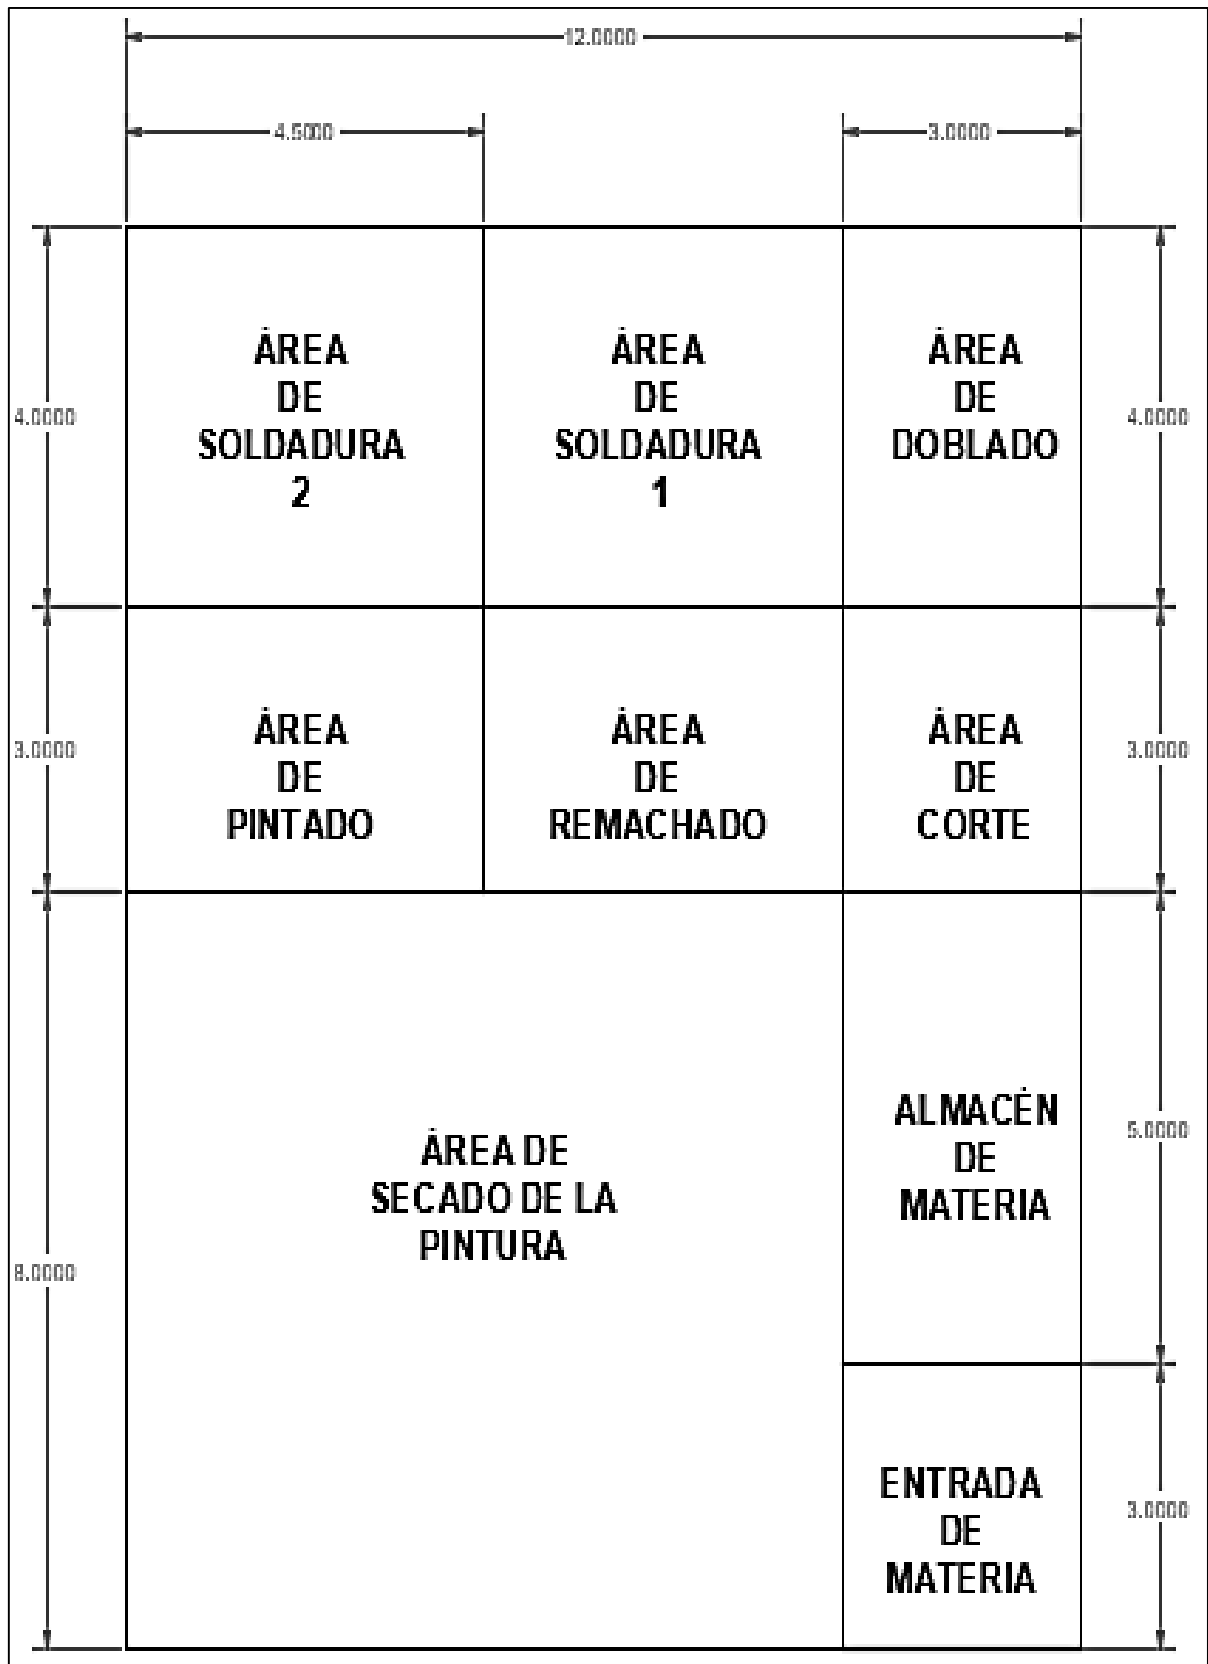 12.0000
4.5000
3.0000
ÁREA
DE
SOLDADURA
2
ÁREA
DE
SOLDADURA
1
ÁREA
DE
DOBLADO
4.0000
4.0000
ÁREA
DE
PINTADO
ÁREA
DE
REMACHADO
ÁREA
DE
CORTE
3.0000
3.0000
ÁREA DE
SECADO DE LA
PINTURA
ALMACÉN
DE
MATERIA
5.0000
8.0000
ENTRADA
DE
MATERIA
3.0000